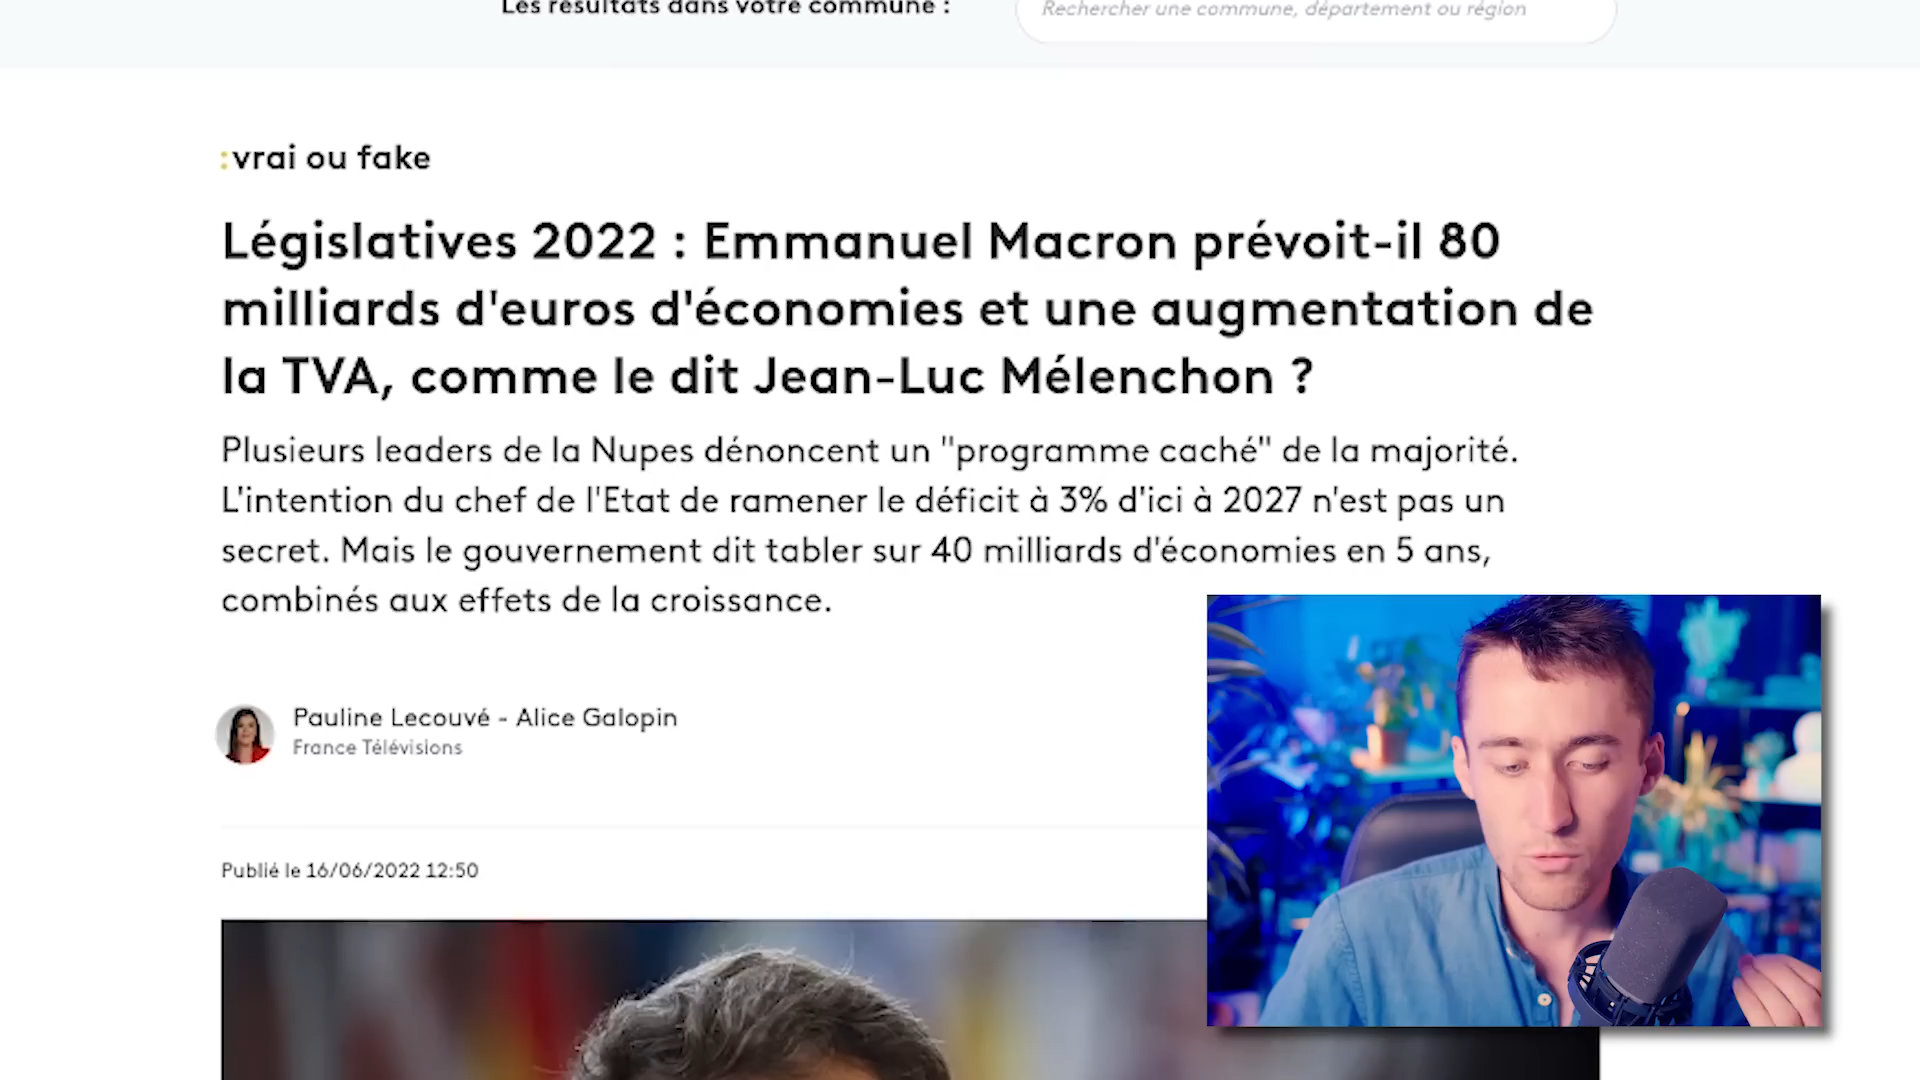 Les résultats dans votre commune :
Rechercher une commune, département ou région
:vrai ou fake
Législatives 2022 : Emmanuel Macron prévoit-il 80
milliards d'euros d'économies et une augmentation de
la TVA, comme le dit Jean-Luc Mélenchon ?
Plusieurs leaders de la Nupes dénoncent un "programme caché" de la majorité.
L'intention du chef de l'Etat de ramener le déficit à 3% d'ici à 2027 n'est pas un
secret. Mais le gouvernement dit tabler sur 40 milliards d'économies en 5 ans,
combinés aux effets de la croissance.
Pauline Lecouvé - Alice Galopin
France Télévisions
Publié le 16/06/2022 12:50